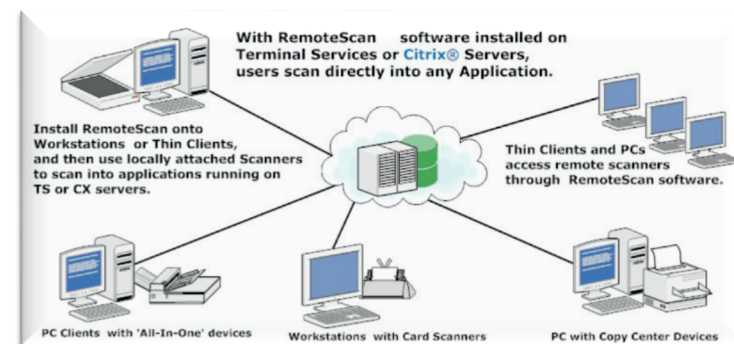 With RemoteScan software installed on
Terminal Services or Citrix® Servers,
users scan directly into any Application.
Install RemoteScan onto
Workstations or Thin Clients,
and then use locally attached Scanners
to scan into applications running on
TS or CX servers.
Thin Clients and PCs
access remote scanners
through RemoteScan software.
PC Clients with 'All-In-One' devices
Workstations with Card Scanners
PC with Copy Center Devices